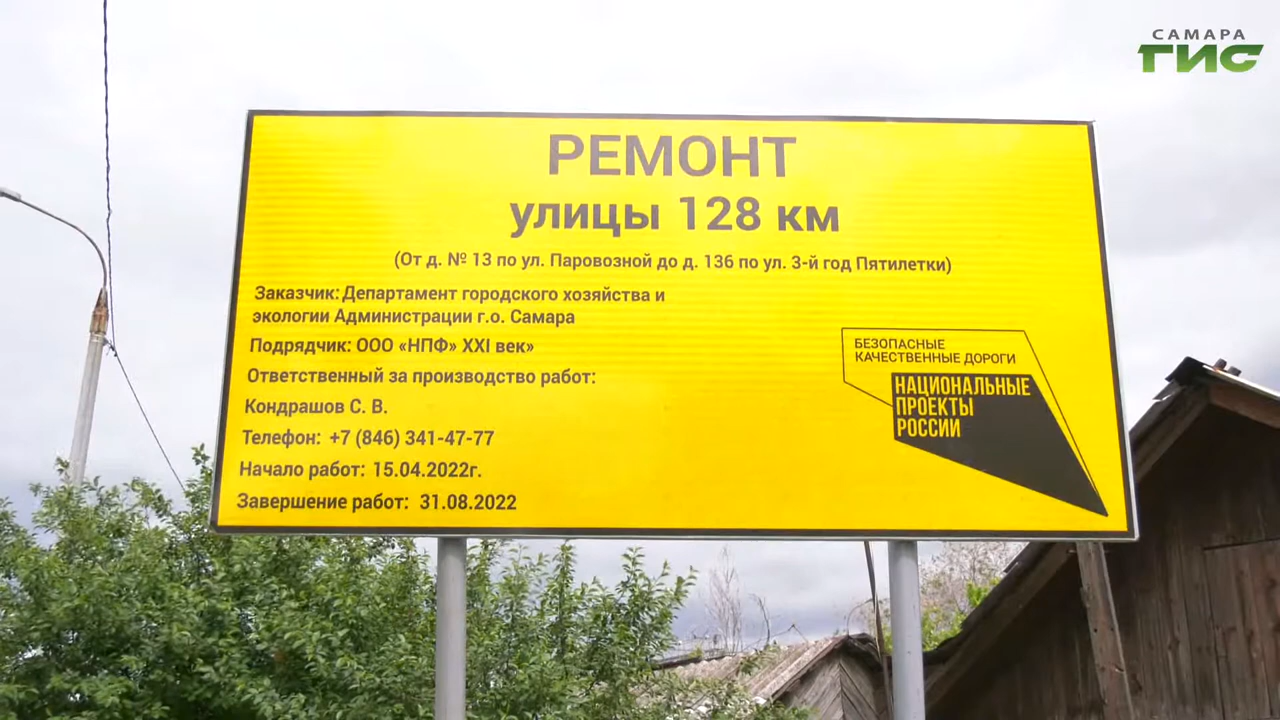 САМАРА
ГИС
РЕМОНТ
улицы 128 км
(От д. № 13 по ул. Паровозной до д. 136 по ул. 3-й год Пятилетки)
Заказчик: Департамент городского хозяйства и
экологии Администрации г.о. Самара
Подрядчик: ООО «НПФ» XXI век»
Ответственный за производство работ:
Кондрашов С. В.
Телефон: +7 (846) 341-47-77
Начало работ: 15.04.2022г.
Завершение работ: 31.08.2022
БЕЗОПАСНЫЕ
КАЧЕСТВЕННЫЕ ДОРОГИ
НАЦИОНАЛЬНЫЕ
ПРОЕКТЫ
РОССИИ